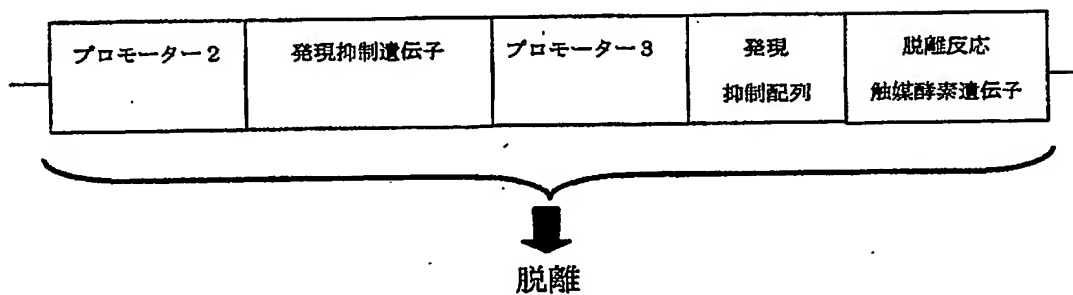 プロモーター2
発現抑制遺伝子
プロモーター3
発現
抑制配列
脱離反応
触媒酵素遺伝子
脱離